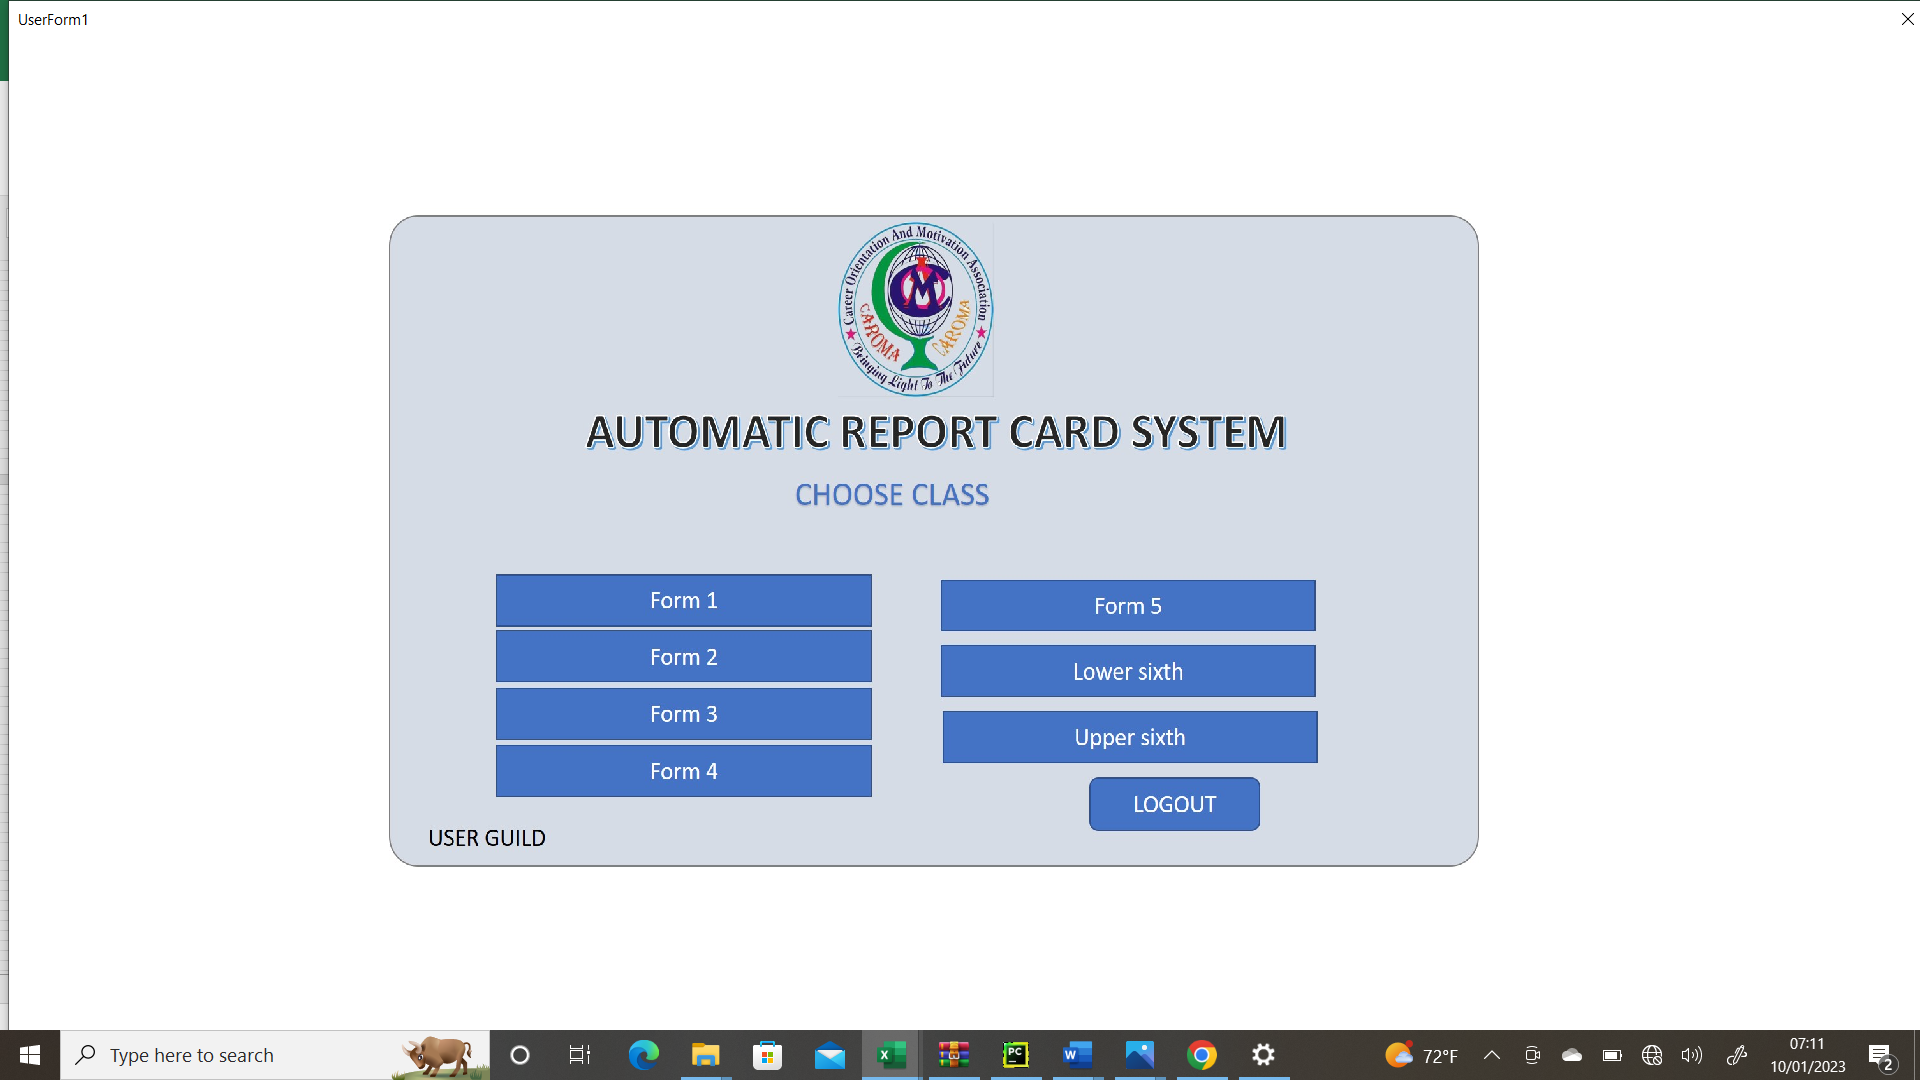 UserForm1
Career Orientation And Motivation Association
CAROMA
CAROMA
Bringing Light To The Future
AUTOMATIC REPORT CARD SYSTEM
CHOOSE CLASS
Form 1
Form 2
Form 3
Form 4
Form 5
Lower sixth
Upper sixth
LOGOUT
USER GUILD
Type here to search
72°F
07:11
10/01/2023
2